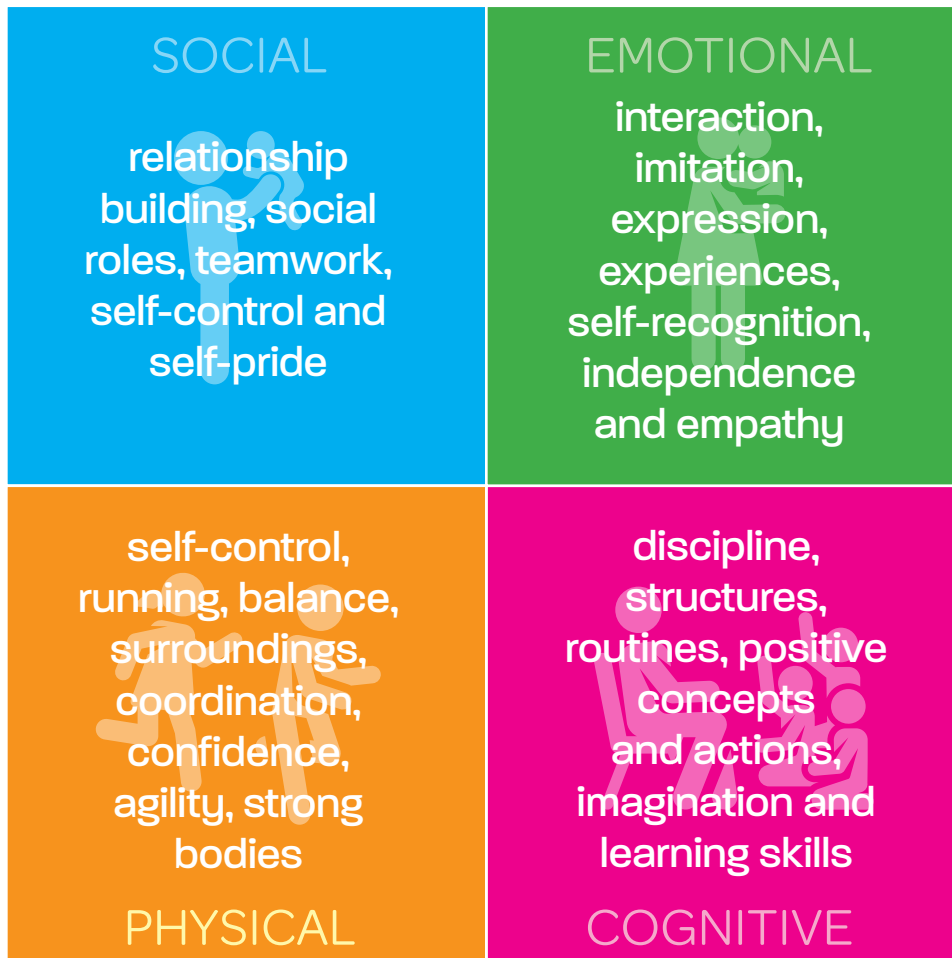 SOCIAL
relationship
building, social
roles, teamwork,
self-control and
self-pride
EMOTIONAL
interaction,
imitation,
expression,
experiences,
self-recognition,
independence
and empathy
self-control,
running, balance,
surroundings,
coordination,
confidence,
agility, strong
bodies
PHYSICAL
discipline,
structures,
routines, positive
concepts
and actions,
imagination and
learning skills
COGNITIVE